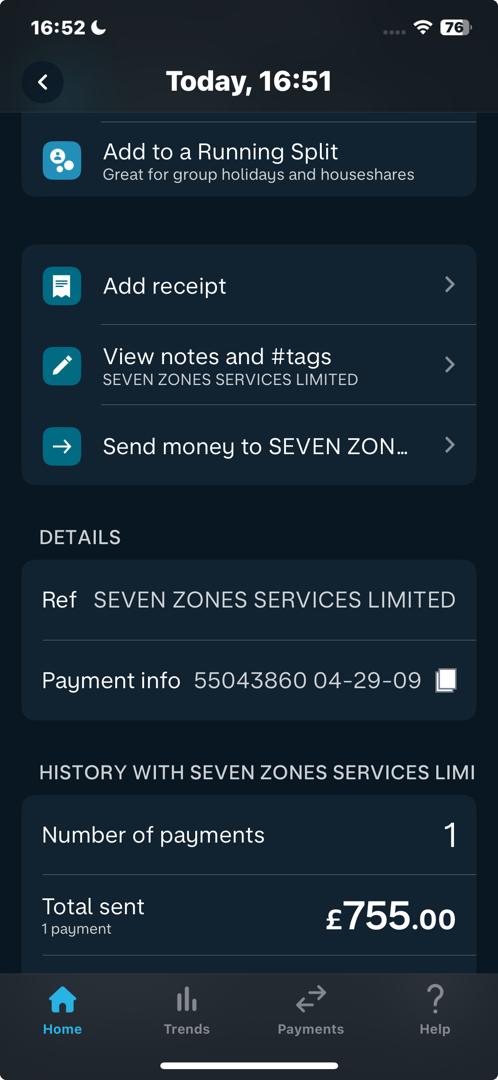 16:52
76
Today, 16:51
Add to a Running Split
Great for group holidays and houseshares
Add receipt
View notes and #tags
SEVEN ZONES SERVICES LIMITED
Send money to SEVEN ZON...
DETAILS
Ref SEVEN ZONES SERVICES LIMITED
Payment info 55043860 04-29-09
HISTORY WITH SEVEN ZONES SERVICES LIMI
Number of payments 1
Total sent £755.00
1 payment
Home Trends Payments Help